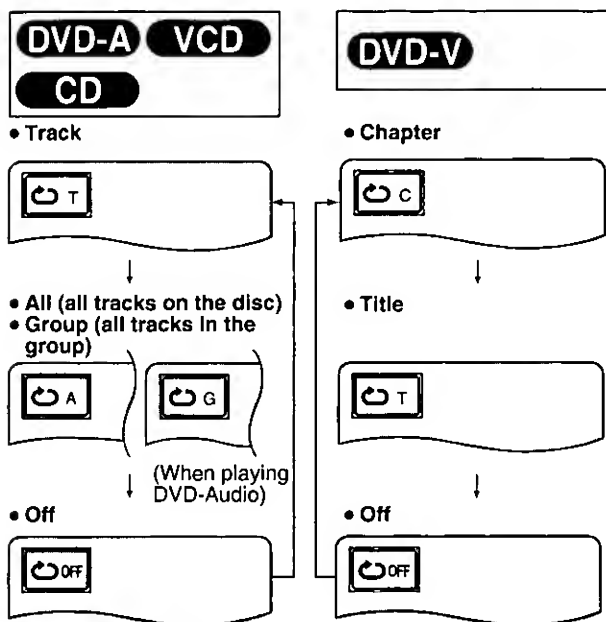 DVD-A VCD
CD
• Track
T
• All (all tracks on the disc)
• Group (all tracks in the
group)
A
G
(When playing
DVD-Audio)
• Off
OFF
DVD-V
• Chapter
C
• Title
T
• Off
OFF